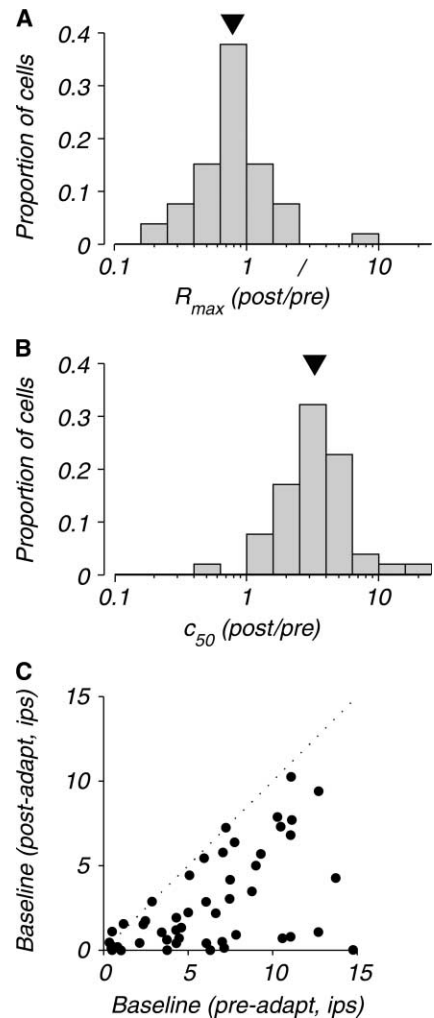 A
Proportion of cells
0.4
0.3
0.2
0.1
0
0.1 1 / 10
Rmax (post/pre)
B
Proportion of cells
0.4
0.3
0.2
0.1
0
0.1 1 10
c50 (post/pre)
C
Baseline (post-adapt, ips)
15
10
5
0
0 5 10 15
Baseline (pre-adapt, ips)